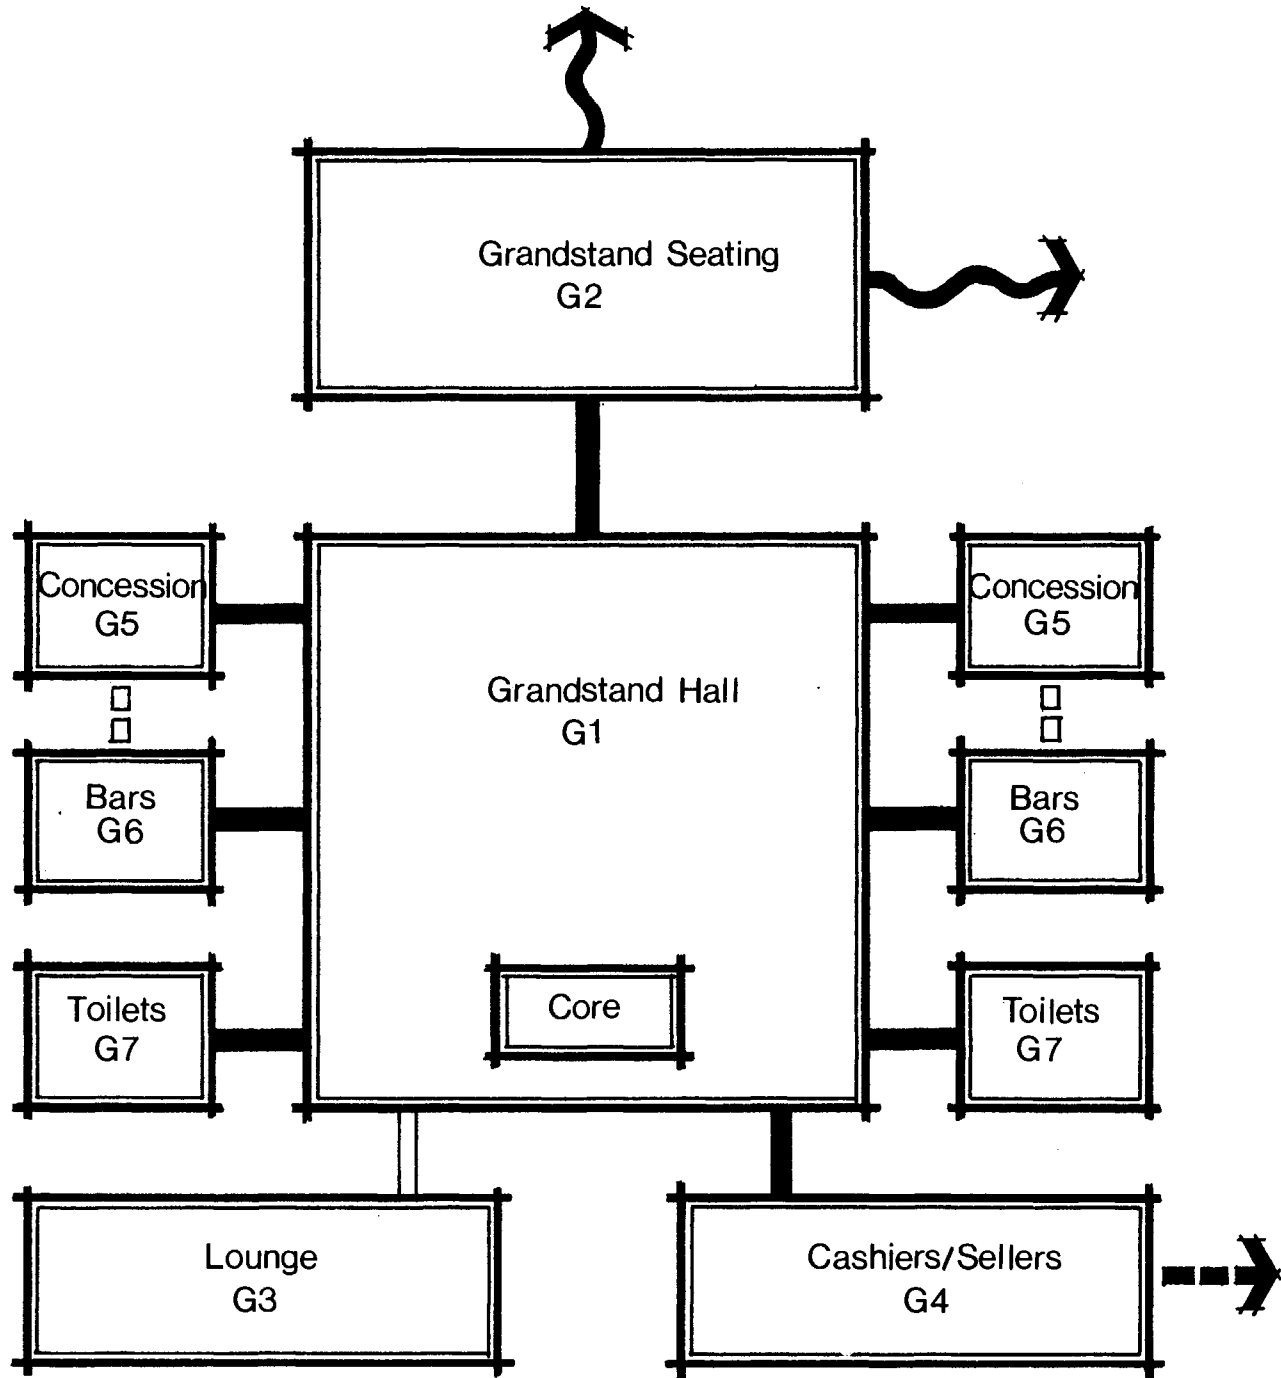 Grandstand Seating
G2
Concession
G5
Concession
G5
Grandstand Hall
G1
Bars
G6
Bars
G6
Core
Toilets
G7
Toilets
G7
Lounge
G3
Cashiers/Sellers
G4